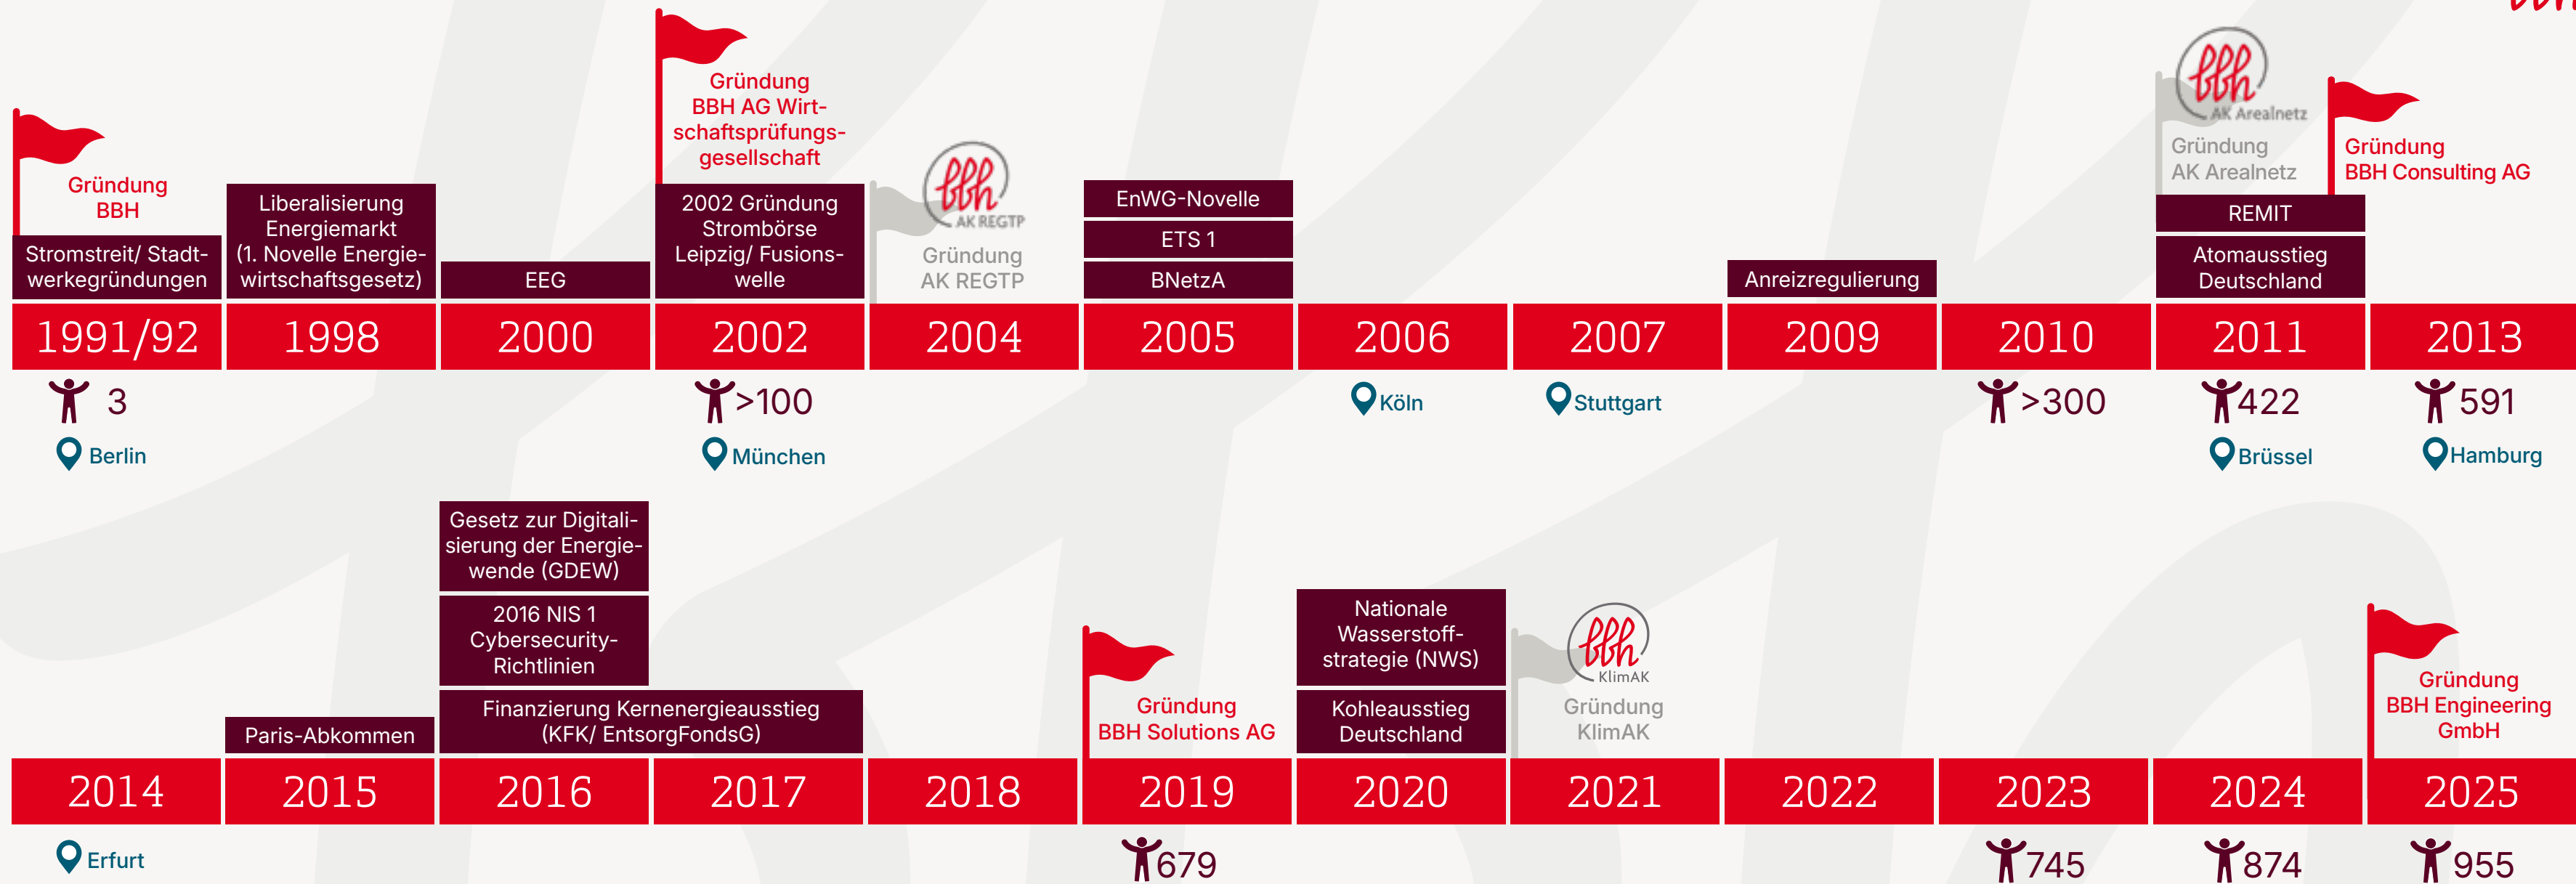 Gründung
BBH
Stromstreit/ Stadt-
werkegründungen
1991/92
3
Berlin
Liberalisierung
Energiemarkt
(1. Novelle Energie-
wirtschaftsgesetz)
1998
EEG
2000
Gründung
BBH AG Wirt-
schaftsprüfungs-
gesellschaft
2002 Gründung
Strombörse
Leipzig/ Fusions-
welle
2002
>100
München
bbh
AK REGTP
Gründung
AK REGTP
2004
EnWG-Novelle
ETS 1
BNetzA
2005
2006
Köln
2007
Stuttgart
Anreizregulierung
2009
2010
>300
bbh
AK Arealnetz
Gründung
AK Arealnetz
REMIT
Atomausstieg
Deutschland
2011
422
Brüssel
Gründung
BBH Consulting AG
2013
591
Hamburg
2014
Erfurt
Paris-Abkommen
2015
Gesetz zur Digitali-
sierung der Energie-
wende (GDEW)
2016 NIS 1
Cybersecurity-
Richtlinien
Finanzierung Kernenergieausstieg
(KFK/ EntsorgFondsG)
2016
2017
2018
Gründung
BBH Solutions AG
2019
679
Nationale
Wasserstoff-
strategie (NWS)
Kohleausstieg
Deutschland
2020
bbh
KlimAK
Gründung
KlimAK
2021
2022
2023
745
2024
874
Gründung
BBH Engineering
GmbH
2025
955